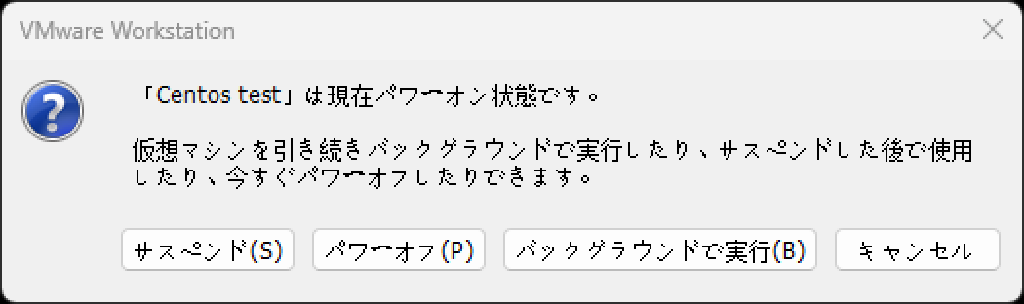 VMware Workstation
「Centos test」は現在パワーオン状態です。
仮想マシンを引き続きバックグラウンドで実行したり、サスペンドした後で使用
したり、今すぐパワーオフしたりできます。
サスペンド(S) パワーオフ(P) バックグラウンドで実行(B) キャンセル